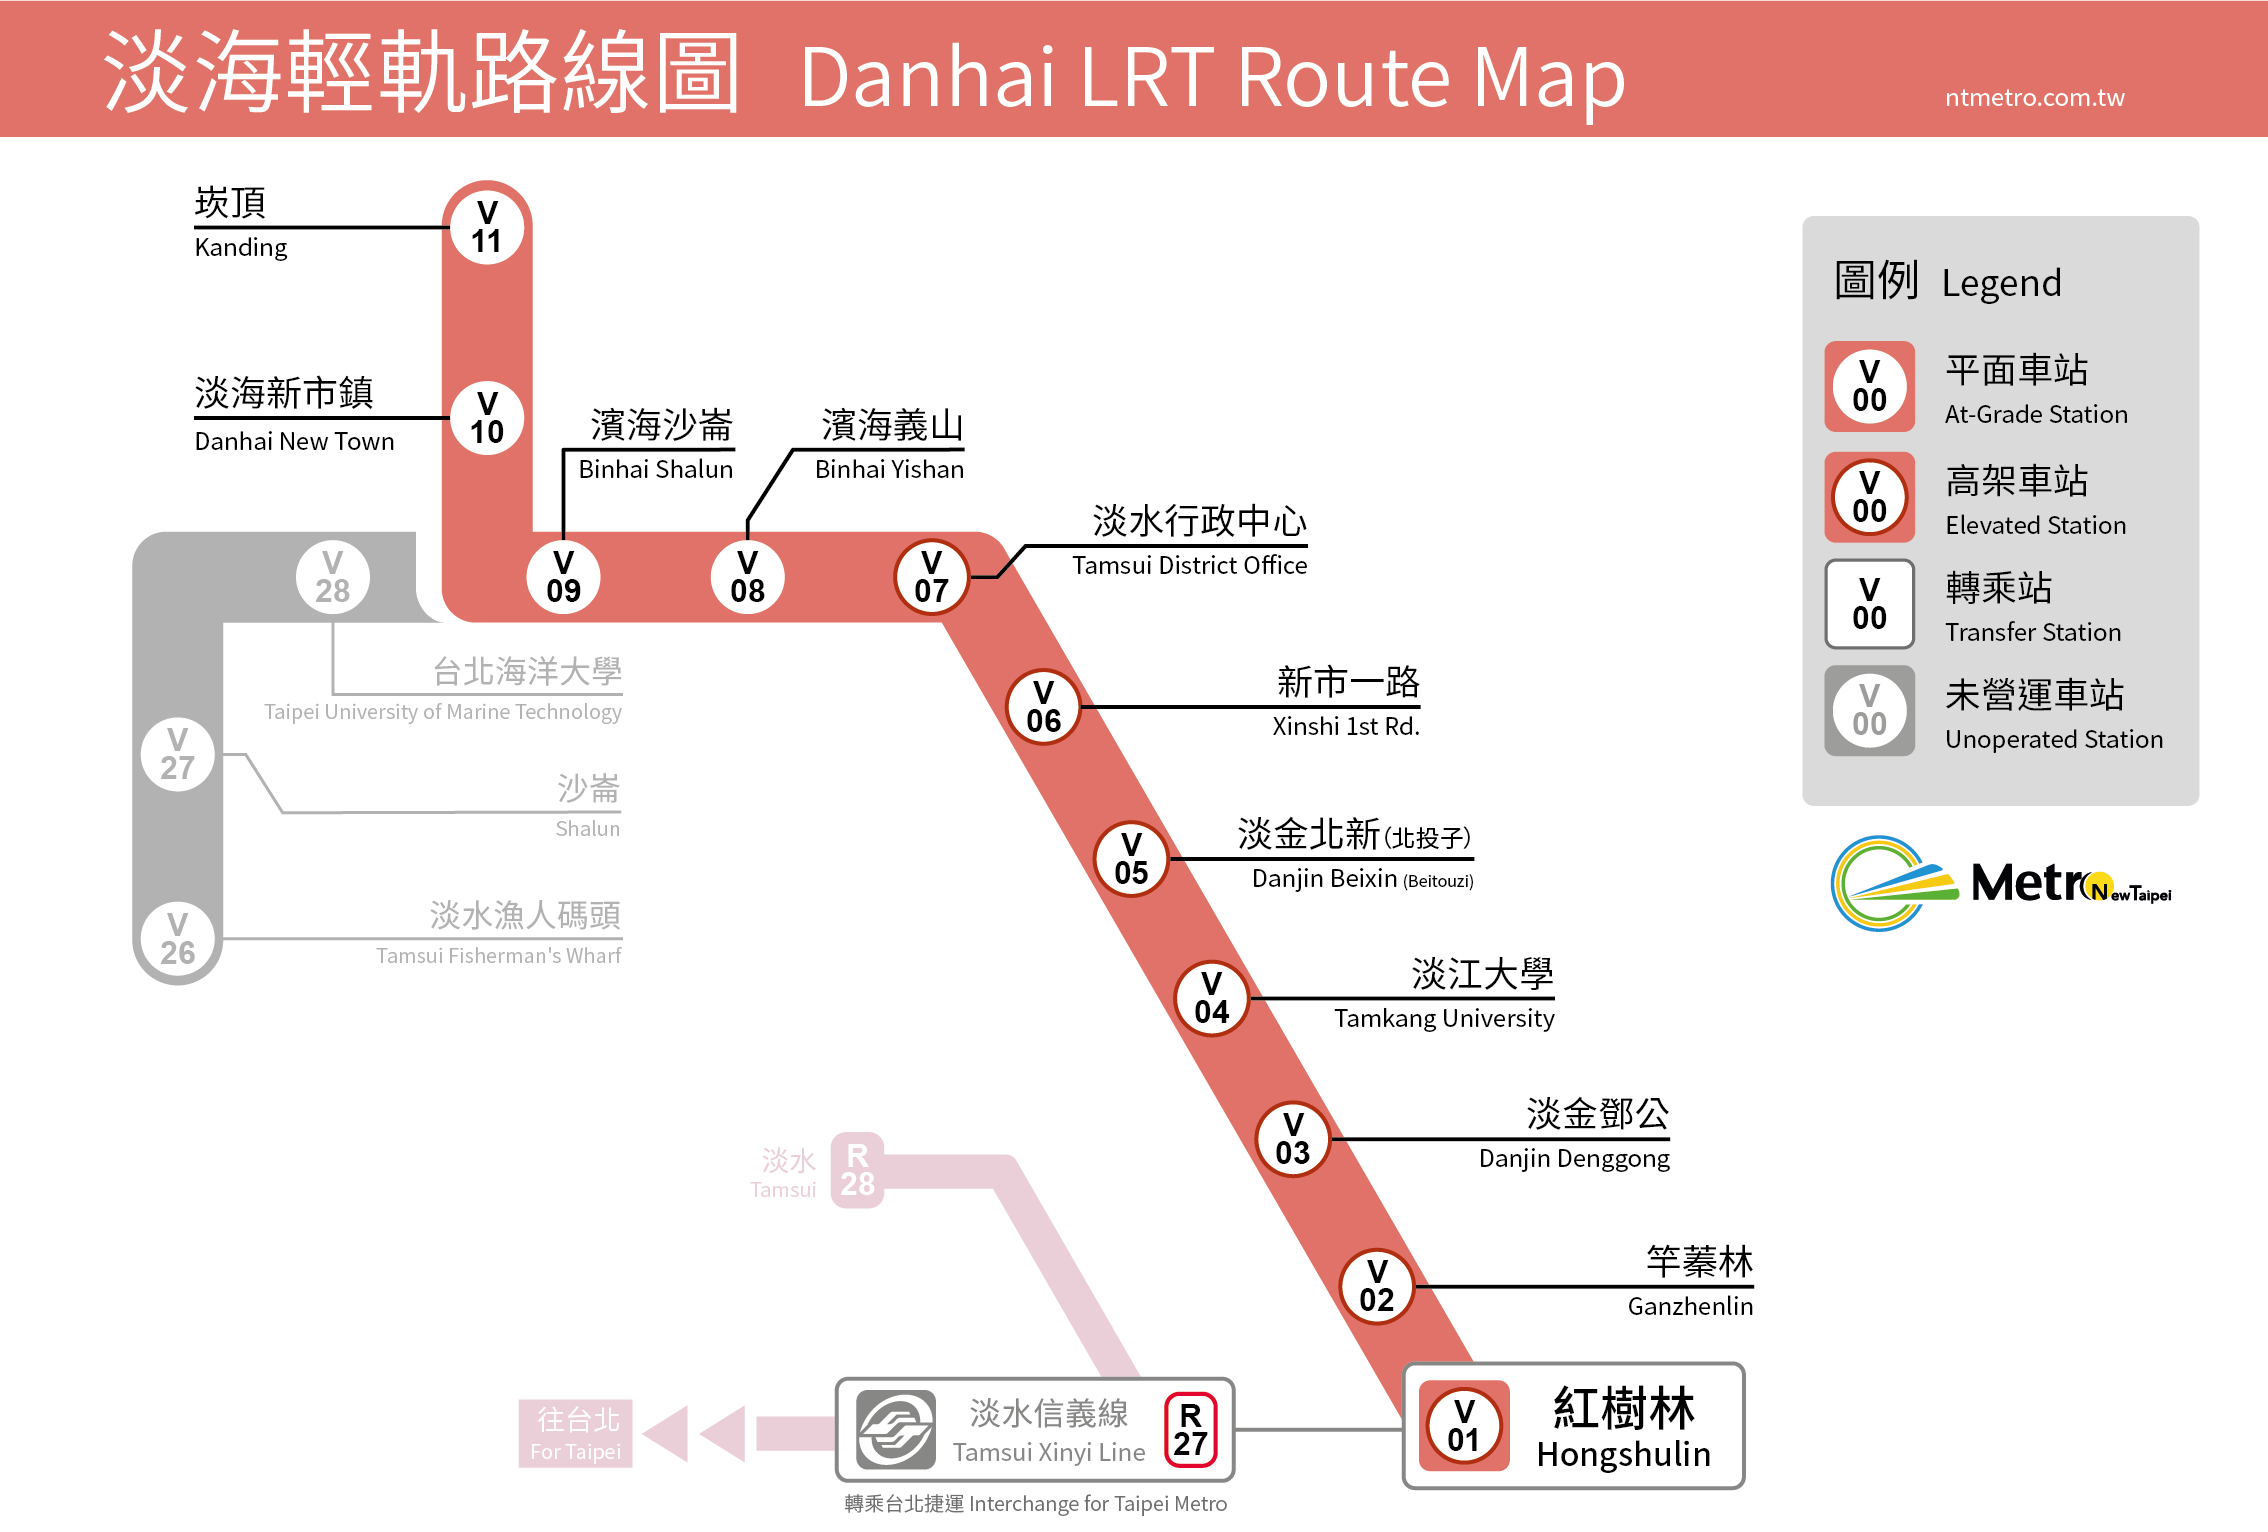 淡海輕軌路線圖 Danhai LRT Route Map
ntmetro.com.tw
崁頂
Kanding
V
11
淡海新市鎮
Danhai New Town
V
10
濱海沙崙
Binhai Shalun
V
09
濱海義山
Binhai Yishan
V
08
淡水行政中心
Tamsui District Office
V
07
V
28
台北海洋大學
Taipei University of Marine Technology
V
27
沙崙
Shalun
V
26
淡水漁人碼頭
Tamsui Fisherman's Wharf
V
06
新市一路
Xinshi 1st Rd.
V
05
淡金北新(北投子)
Danjin Beixin (Beitouzi)
V
04
淡江大學
Tamkang University
V
03
淡金鄧公
Danjin Denggong
V
02
竿蓁林
Ganzhenlin
V
01
紅樹林
Hongshulin
淡水
Tamsui
R
28
往台北
For Taipei
淡水信義線
Tamsui Xinyi Line
R
27
轉乘台北捷運 Interchange for Taipei Metro
圖例 Legend
V
00
平面車站
At-Grade Station
V
00
高架車站
Elevated Station
V
00
轉乘站
Transfer Station
V
00
未營運車站
Unoperated Station
Metro NewTaipei